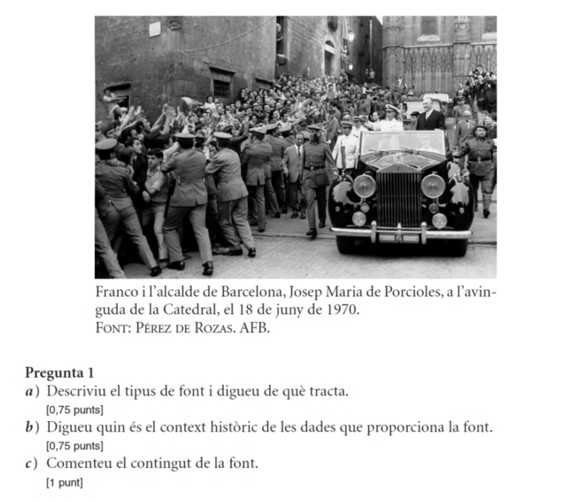 Franco i l'alcalde de Barcelona, Josep Maria de Porcioles, a l'avin-
guda de la Catedral, el 18 de juny de 1970.
FONT: PÉREZ DE ROZAS. AFB.
Pregunta 1
a) Descriviu el tipus de font i digueu de què tracta.
[0,75 punts]
b) Digueu quin és el context històric de les dades que proporciona la font.
[0,75 punts]
c) Comenteu el contingut de la font.
[1 punt]